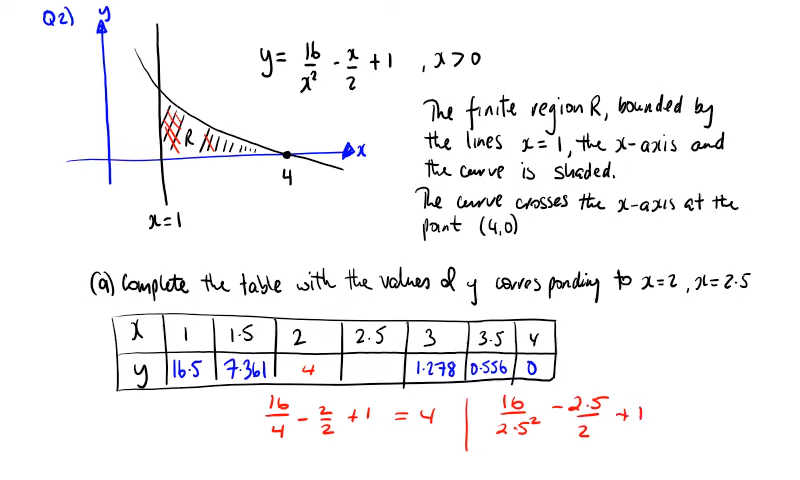 Q2)
y
y = 16/x² - x/2 + 1 , x > 0
The finite region R, bounded by
the lines x = 1, the x-axis and
the curve is shaded.
The curve crosses the x-axis at the
point (4,0)
R
x
4
x=1
(a) Complete the table with the values of y corresponding to x=2, x=2.5
x 1 1.5 2 2.5 3 3.5 4
y 16.5 7.361 4 1.278 0.556 0
16/4 - 2/2 + 1 = 4 | 16/2.5² - 2.5/2 + 1